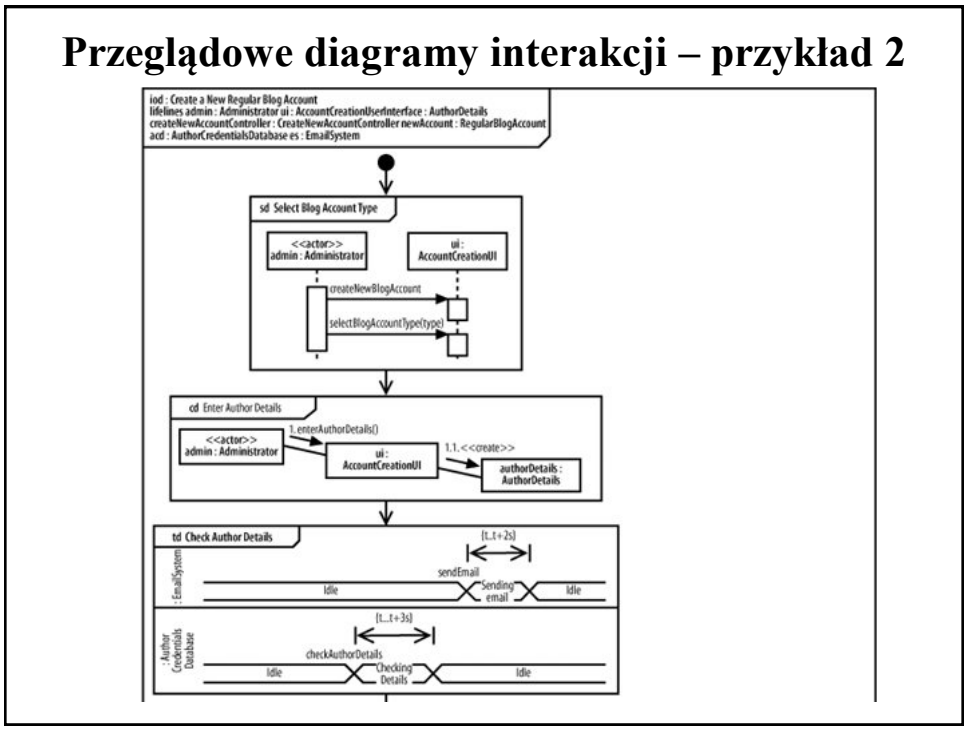 Przeglądowe diagramy interakcji – przykład 2
iod : Create a New Regular Blog Account
lifelines admin : Administrator ui : AccountCreationUserInterface : AuthorDetails
createNewAccountController : CreateNewAccountController newAccount : RegularBlogAccount
acd : AuthorCredentialsDatabase es : EmailSystem
sd Select Blog Account Type
<<actor>>
admin : Administrator
ui :
AccountCreationUI
createNewBlogAccount
selectBlogAccountType(type)
cd Enter Author Details
<<actor>>
admin : Administrator
1. enterAuthorDetails()
ui :
AccountCreationUI
1.1. <<create>>
authorDetails :
AuthorDetails
td Check Author Details
: EmailSystem
{t..t+2s}
sendEmail
Idle
Sending
email
Idle
: Author
Credentials
Database
{t...t+3s}
checkAuthorDetails
Idle
Checking
Details
Idle